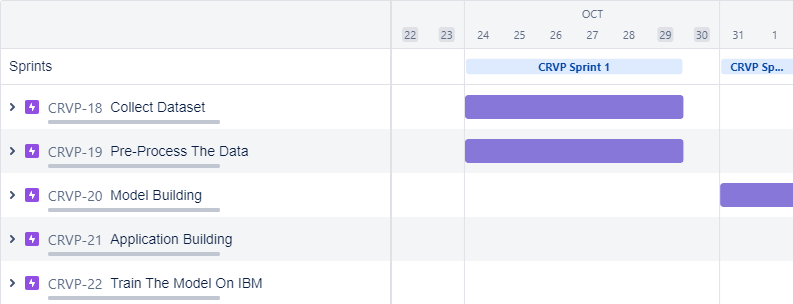 OCT
22 23 24 25 26 27 28 29 30 31 1
Sprints CRVP Sprint 1 CRVP Sp...
CRVP-18 Collect Dataset
CRVP-19 Pre-Process The Data
CRVP-20 Model Building
CRVP-21 Application Building
CRVP-22 Train The Model On IBM